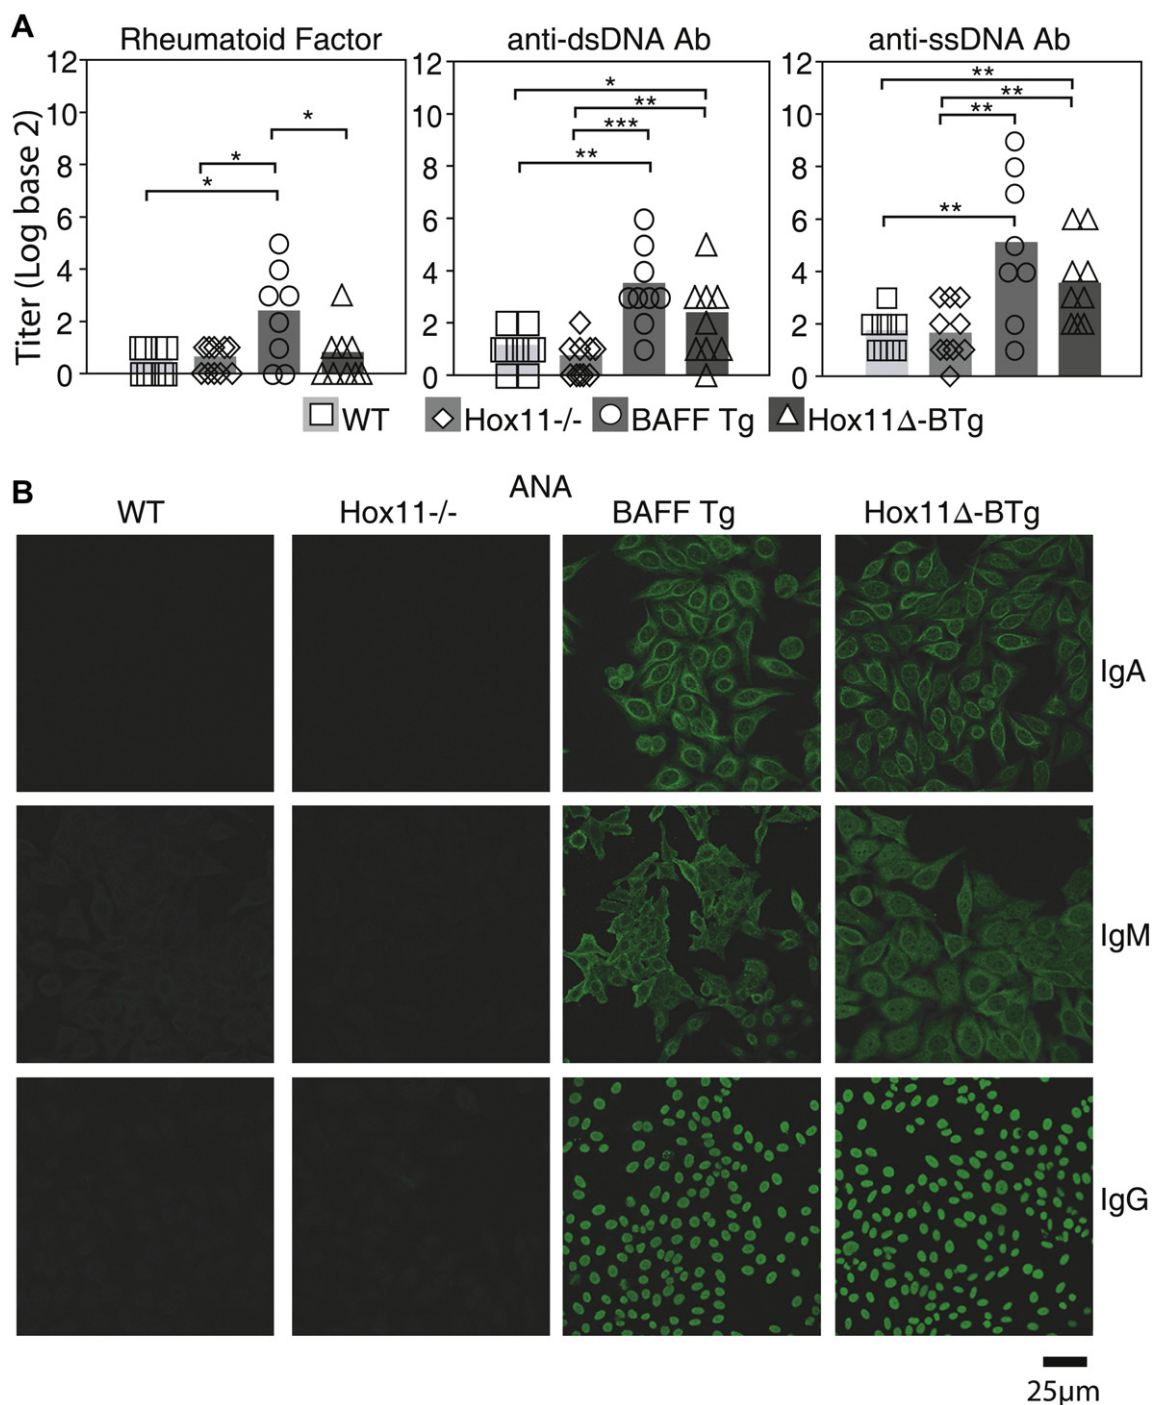 A
Rheumatoid Factor
anti-dsDNA Ab
anti-ssDNA Ab
Titer (Log base 2)
12
10
8
6
4
2
0
*
*
*
12
10
8
6
4
2
0
*
**
***
**
12
10
8
6
4
2
0
**
**
**
**
WT
Hox11-/-
BAFF Tg
Hox11Δ-BTg
B
ANA
WT
Hox11-/-
BAFF Tg
Hox11Δ-BTg
IgA
IgM
IgG
25μm